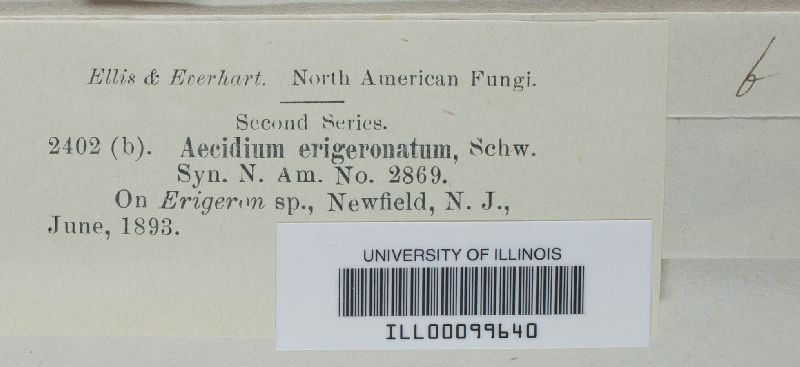 Ellis & Everhart. North American Fungi.
b
Second Series.
2402 (b). Aecidium erigeronatum, Schw.
Syn. N. Am. No. 2869.
On Erigeron sp., Newfield, N. J.,
June, 1893.
UNIVERSITY OF ILLINOIS
ILL00099640